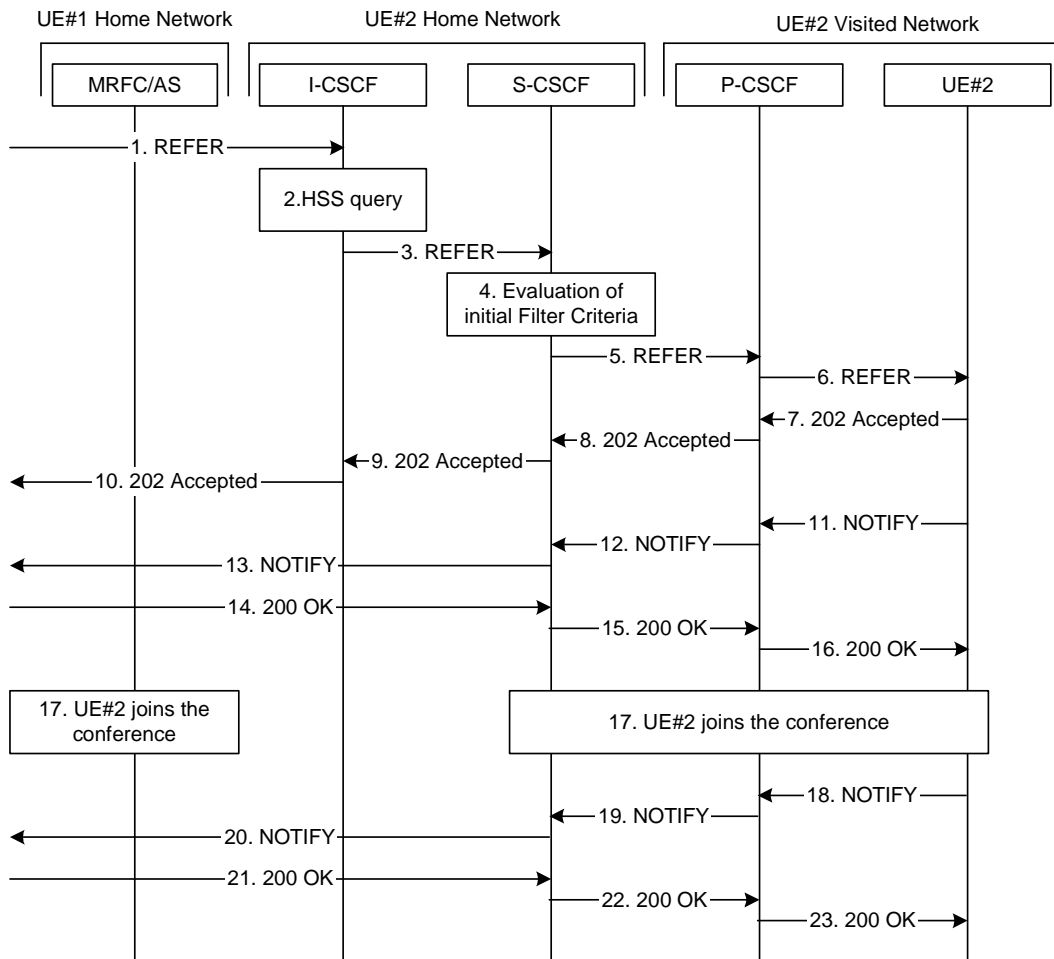 UE#1 Home Network
UE#2 Home Network
UE#2 Visited Network
MRFC/AS
I-CSCF
S-CSCF
P-CSCF
UE#2
1. REFER
2.HSS query
3. REFER
4. Evaluation of
initial Filter Criteria
5. REFER
6. REFER
7. 202 Accepted
8. 202 Accepted
9. 202 Accepted
10. 202 Accepted
11. NOTIFY
12. NOTIFY
13. NOTIFY
14. 200 OK
15. 200 OK
16. 200 OK
17. UE#2 joins the
conference
17. UE#2 joins the conference
18. NOTIFY
19. NOTIFY
20. NOTIFY
21. 200 OK
22. 200 OK
23. 200 OK